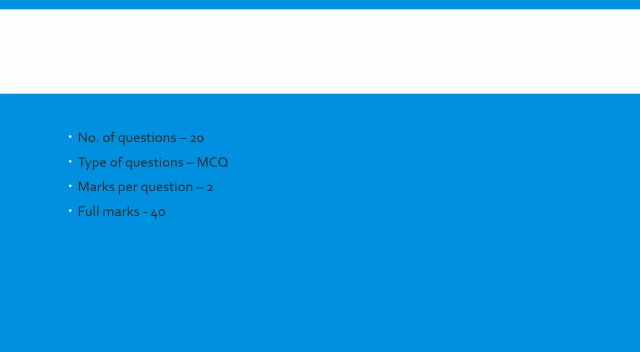 • No. of questions – 20
• Type of questions – MCQ
• Marks per question – 2
• Full marks - 40